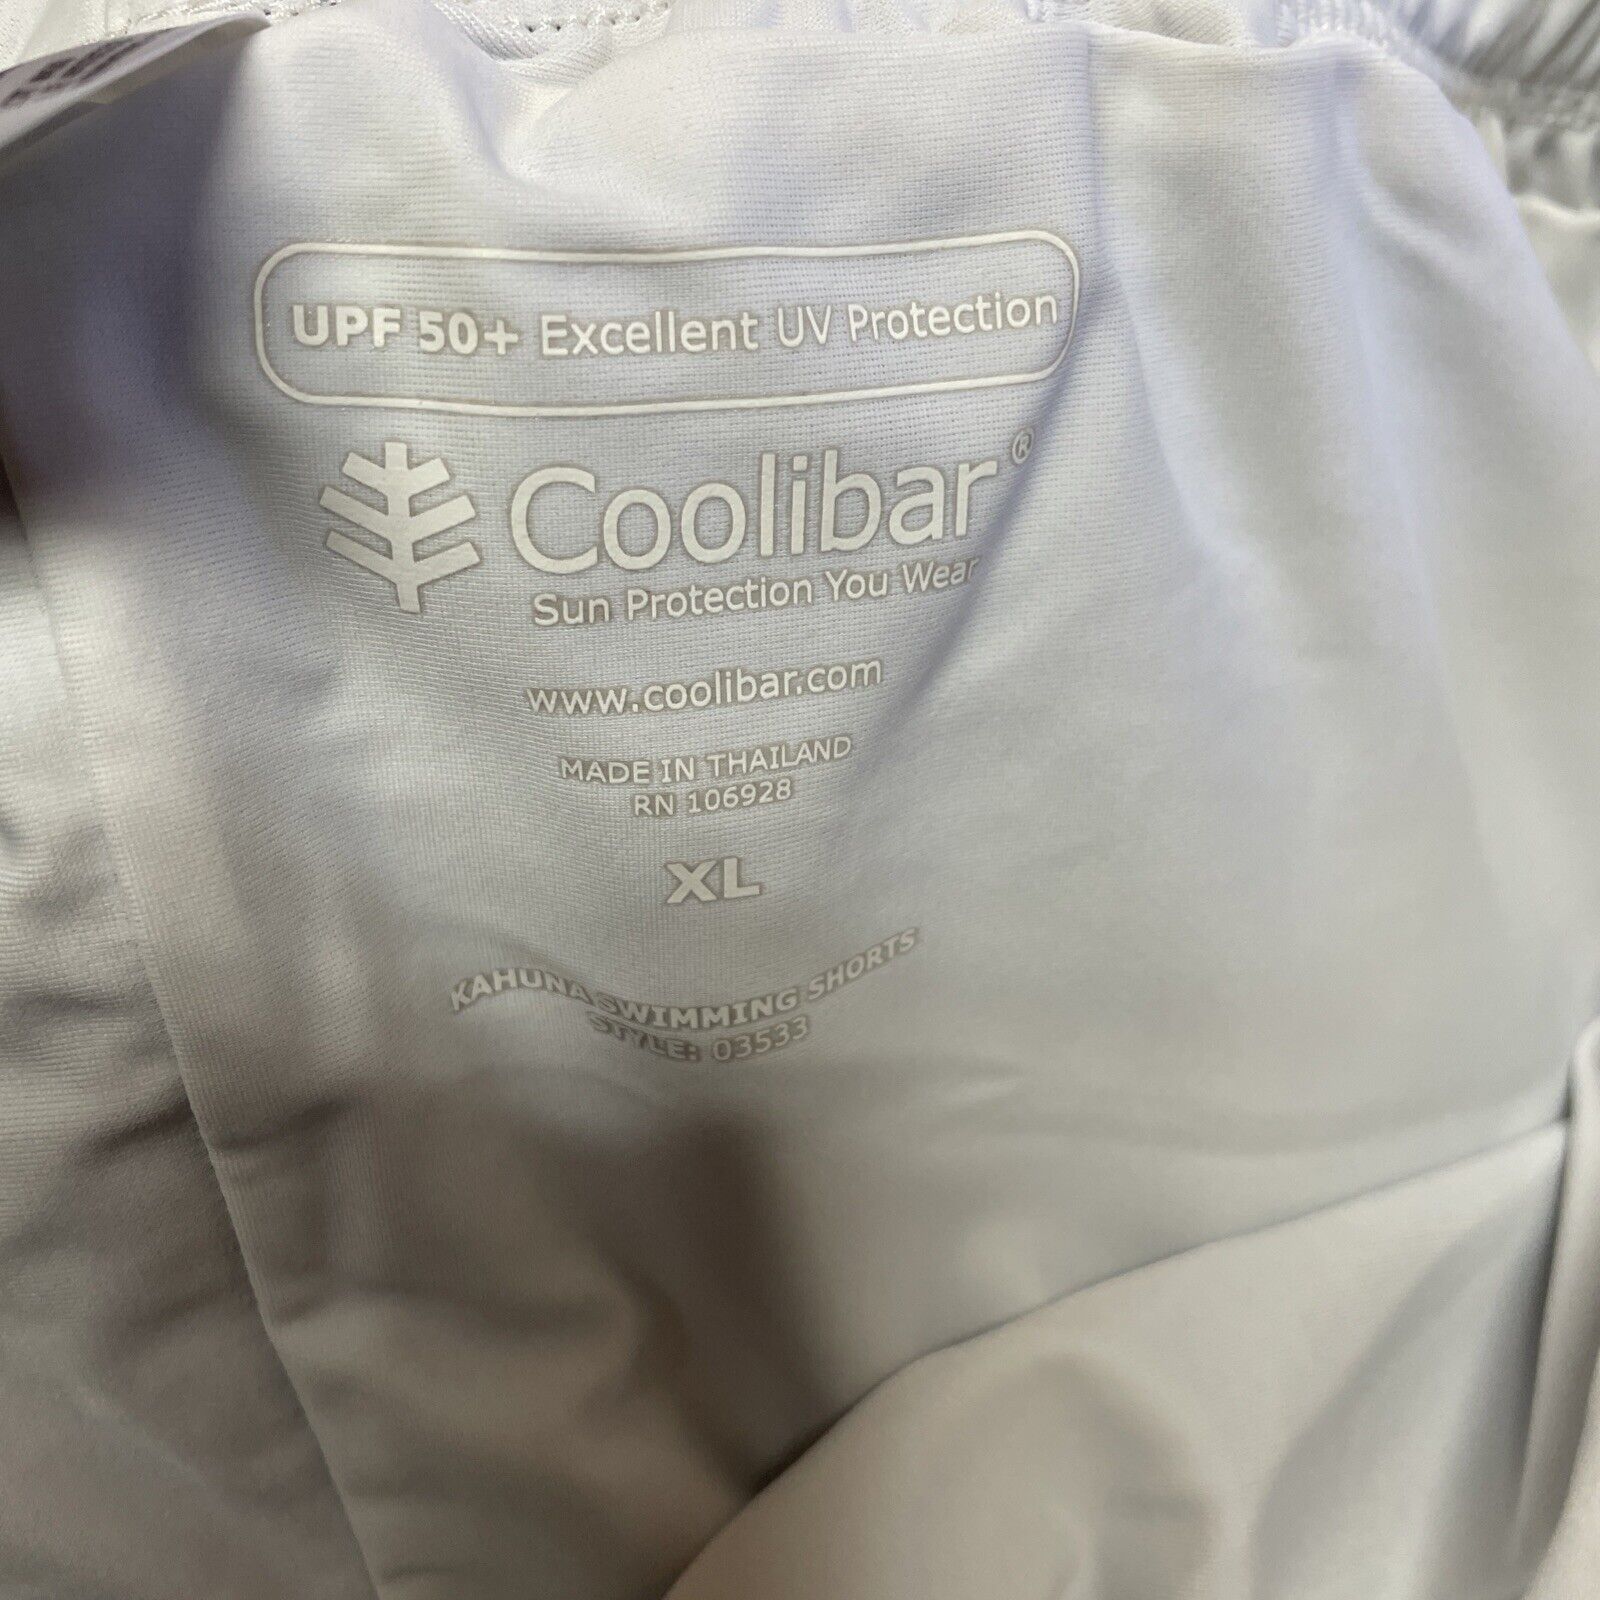 UPF 50+ Excellent UV Protection
Coolibar®
Sun Protection You Wear
www.coolibar.com
MADE IN THAILAND
RN 106928
XL
KAHUNA SWIMMING SHORTS
STYLE: 03533